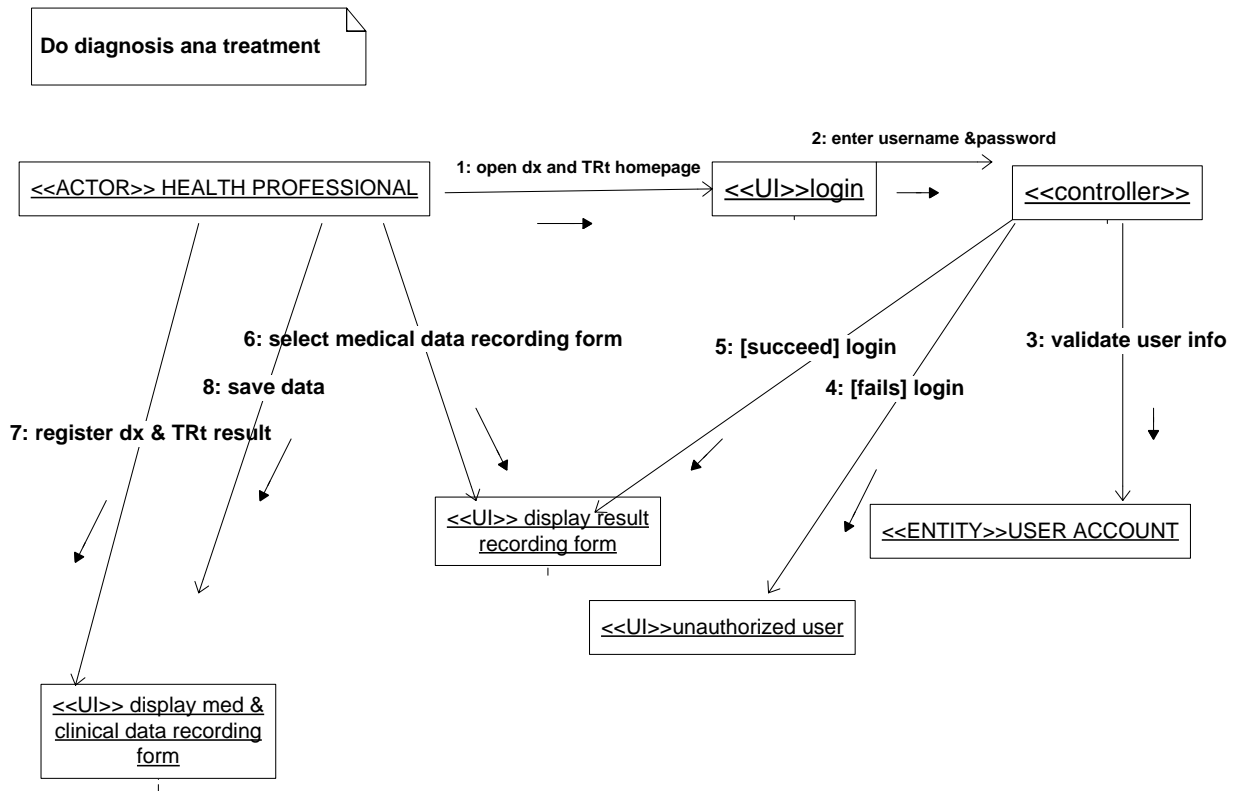 Do diagnosis ana treatment
2: enter username &password
1: open dx and TRt homepage
<<ACTOR>> HEALTH PROFESSIONAL
<<UI>>login
<<controller>>
6: select medical data recording form
5: [succeed] login
3: validate user info
8: save data
4: [fails] login
7: register dx & TRt result
<<UI>> display result
recording form
<<ENTITY>>USER ACCOUNT
<<UI>>unauthorized user
<<UI>> display med &
clinical data recording
form